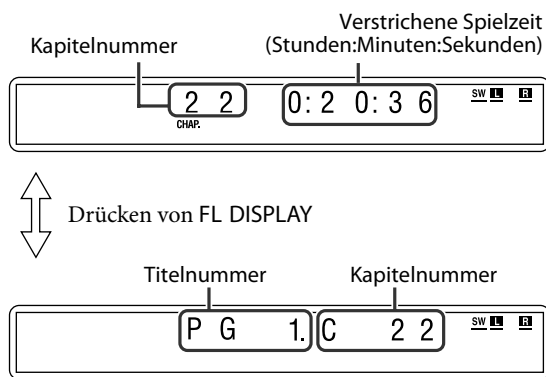 Verstrichene Spielzeit
Kapitelnummer (Stunden:Minuten:Sekunden)
2 2 0:2 0:3 6 SW L R
CHAP.
Drücken von FL DISPLAY
Titelnummer Kapitelnummer
P G 1. C 2 2 SW L R